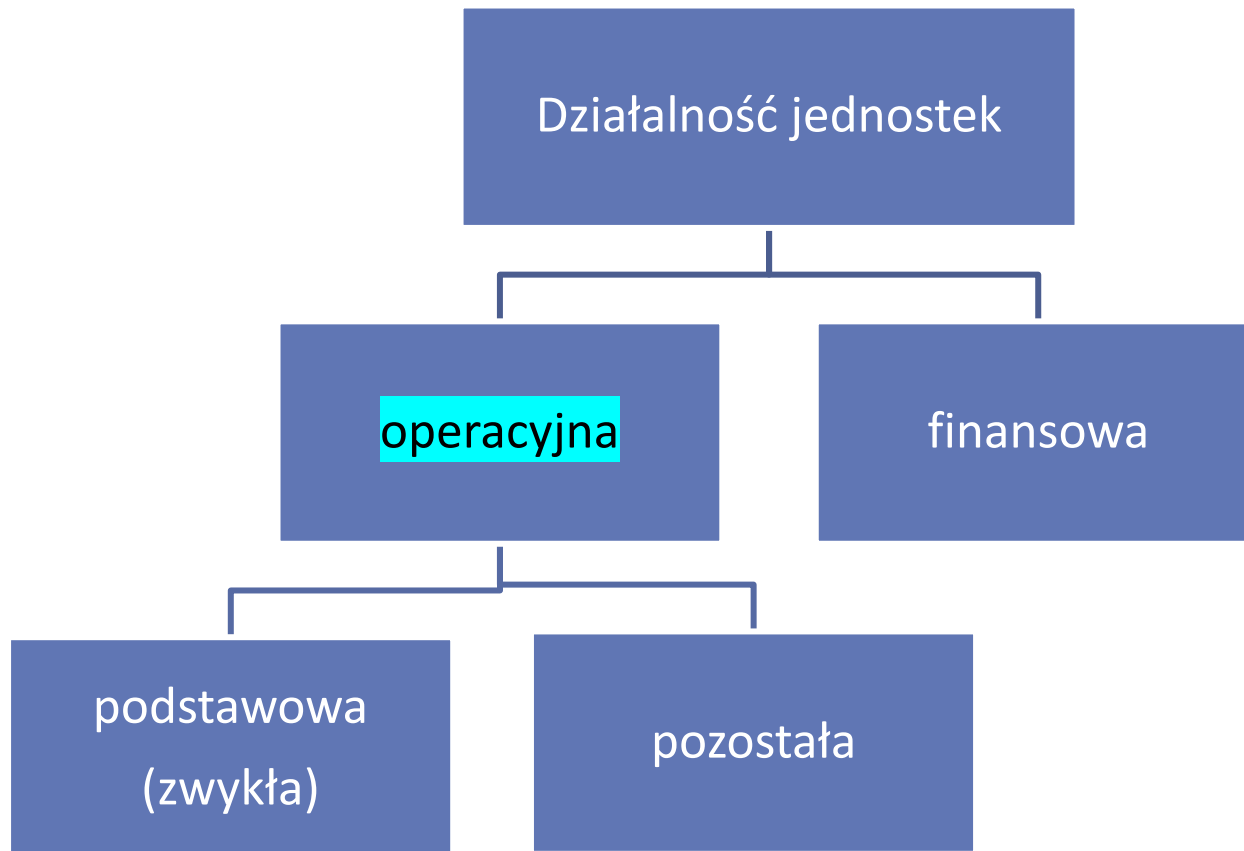 Działalność jednostek
operacyjna
finansowa
podstawowa
(zwykła)
pozostała